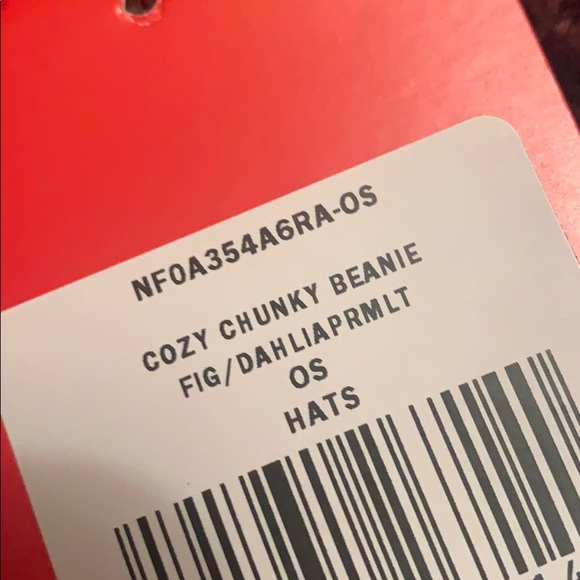 NF0A354A6RA-OS
COZY CHUNKY BEANIE
FIG/DAHLIAPRMLT
OS
HATS